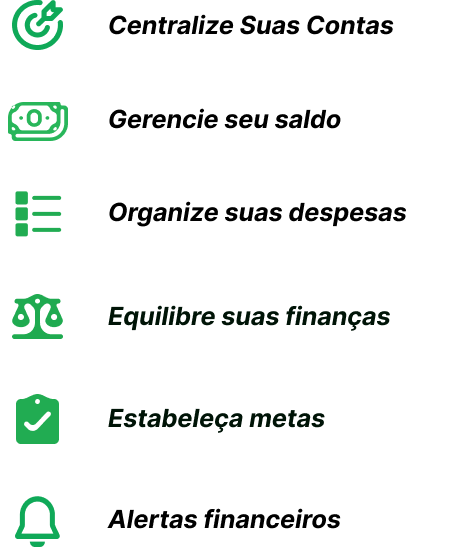 Centralize Suas Contas
Gerencie seu saldo
Organize suas despesas
Equilibre suas finanças
Estabeleça metas
Alertas financeiros